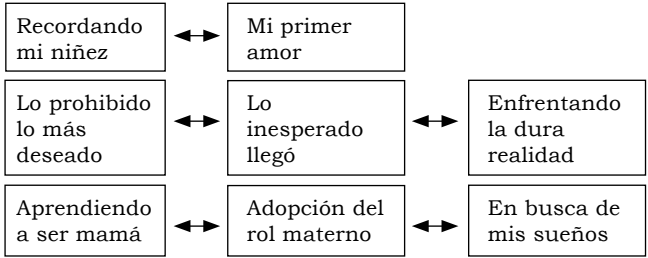 Recordando
mi niñez
Mi primer
amor
Lo prohibido
lo más
deseado
Lo
inesperado
llegó
Enfrentando
la dura
realidad
Aprendiendo
a ser mamá
Adopción del
rol materno
En busca de
mis sueños